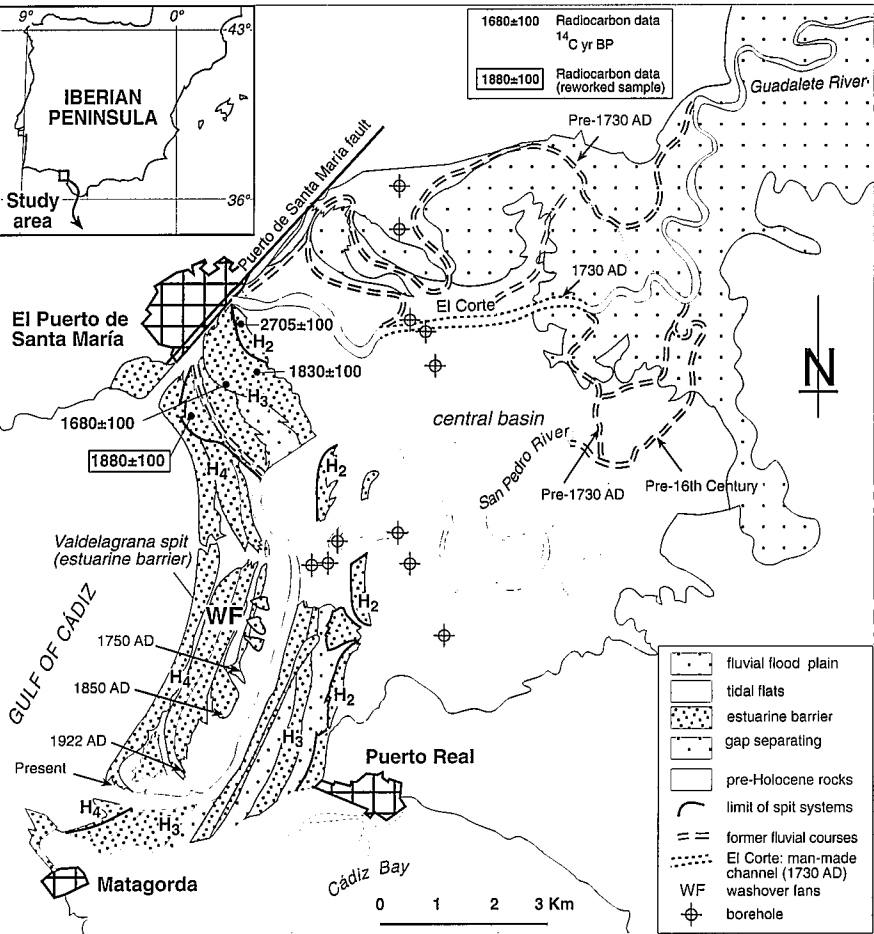 9°
0°
43°
IBERIAN
PENINSULA
36°
Study
area
1680±100
Radiocarbon data
14C yr BP
1880±100
Radiocarbon data
(reworked sample)
Guadalete River
Pre-1730 AD
Puerto de Santa María fault
1730 AD
El Corte
El Puerto de
Santa María
2705±100
H2
1830±100
H3
1680±100
1880±100
H4
N
central basin
San Pedro River
H2
Pre-1730 AD
Pre-16th Century
Valdelagrana spit
(estuarine barrier)
H2
WF
GULF OF CÁDIZ
1750 AD
H4
1850 AD
H2
1922 AD
H3
Present
Puerto Real
H4
H3
Matagorda
Cádiz Bay
0 1 2 3 Km
fluvial flood plain
tidal flats
estuarine barrier
gap separating
pre-Holocene rocks
limit of spit systems
former fluvial courses
El Corte: man-made
channel (1730 AD)
WF washover fans
borehole